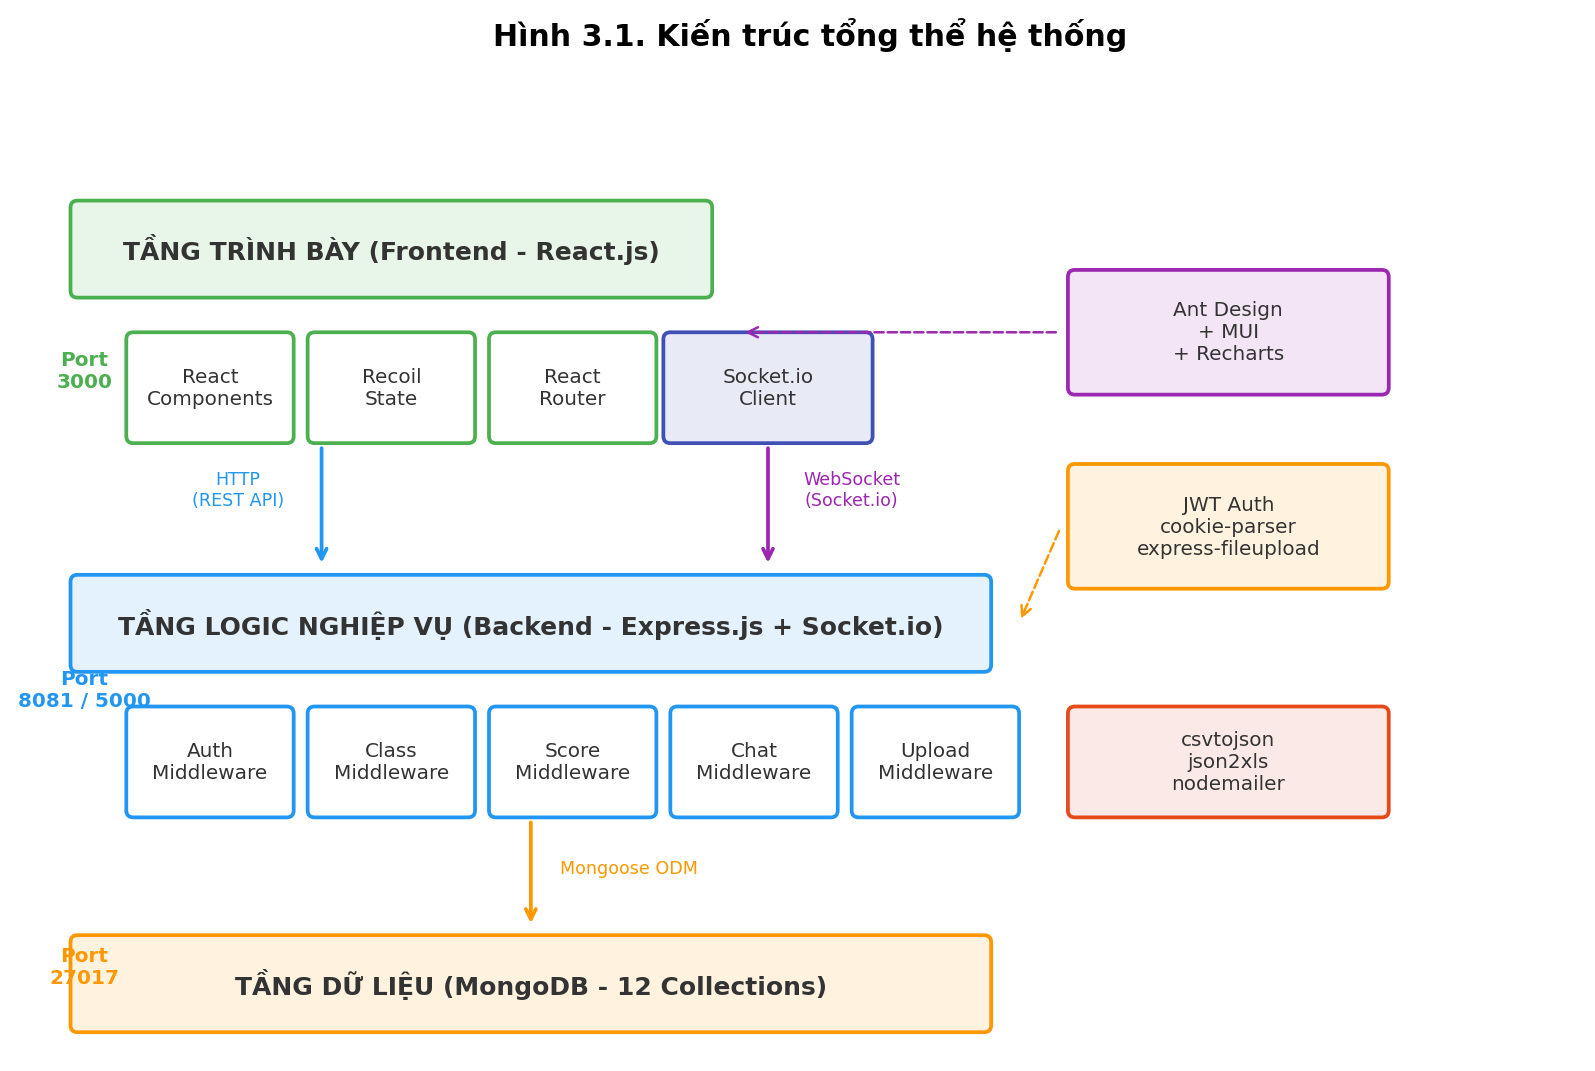 Hình 3.1. Kiến trúc tổng thể hệ thống
TẦNG TRÌNH BÀY (Frontend - React.js)
Ant Design
+ MUI
+ Recharts
Port
3000
React
Components
Recoil
State
React
Router
Socket.io
Client
HTTP
(REST API)
WebSocket
(Socket.io)
JWT Auth
cookie-parser
express-fileupload
TẦNG LOGIC NGHIỆP VỤ (Backend - Express.js + Socket.io)
Port
8081 / 5000
Auth
Middleware
Class
Middleware
Score
Middleware
Chat
Middleware
Upload
Middleware
csvtojson
json2xls
nodemailer
Mongoose ODM
Port
27017
TẦNG DỮ LIỆU (MongoDB - 12 Collections)